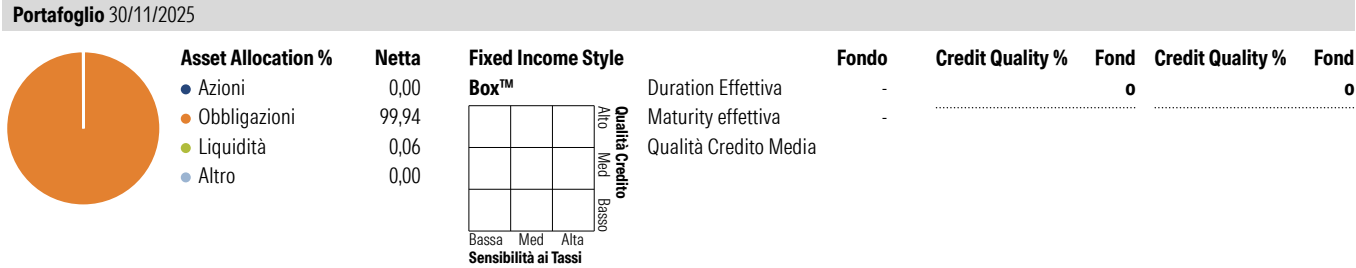 Portafoglio 30/11/2025
Asset Allocation % Netta
Azioni 0,00
Obbligazioni 99,94
Liquidità 0,06
Altro 0,00
Fixed Income Style
Box™
Alto Med Basso
Qualità Credito
Bassa Med Alta
Sensibilità ai Tassi
Fondo
Duration Effettiva -
Maturity effettiva -
Qualità Credito Media
Credit Quality % Fond
o
Credit Quality % Fond
o